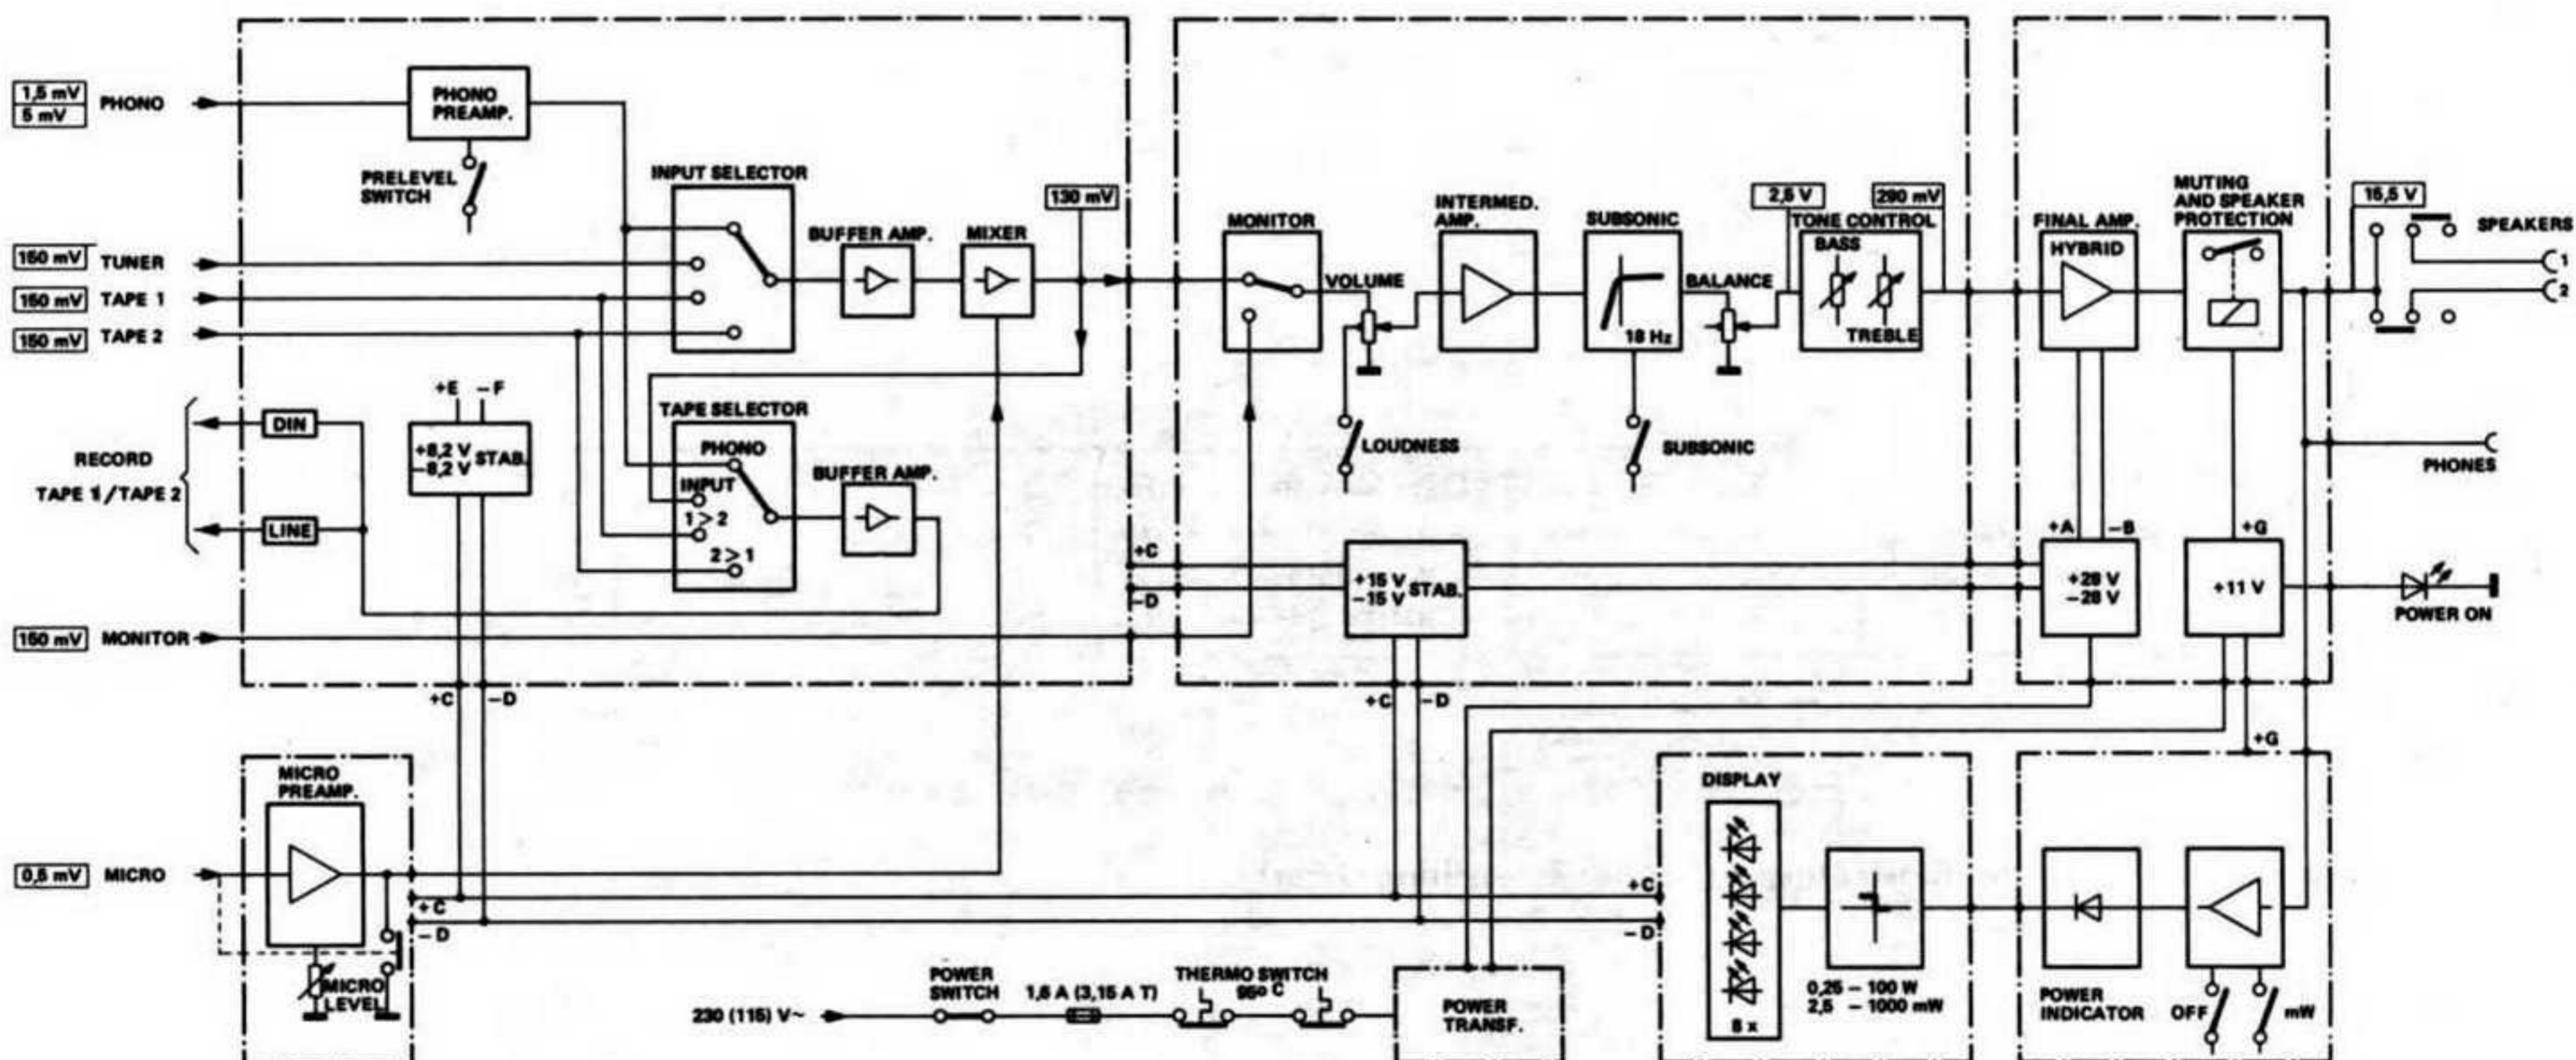 1,5 mV
5 mV
PHONO
PHONO
PREAMP.
PRELEVEL
SWITCH
INPUT SELECTOR
150 mV
TUNER
150 mV
TAPE 1
150 mV
TAPE 2
BUFFER AMP.
MIXER
130 mV
RECORD
TAPE 1/TAPE 2
DIN
LINE
+E
-F
+8,2 V
-8,2 V
STAB.
TAPE SELECTOR
PHONO
INPUT
1 > 2
2 > 1
BUFFER AMP.
150 mV
MONITOR
+C
-D
+C
-D
MONITOR
VOLUME
LOUDNESS
INTERMED.
AMP.
SUBSONIC
18 Hz
SUBSONIC
BALANCE
2,5 V
290 mV
TONE CONTROL
BASS
TREBLE
+15 V
-15 V
STAB.
+C
-D
FINAL AMP.
HYBRID
MUTING
AND SPEAKER
PROTECTION
16,5 V
SPEAKERS
1
2
PHONES
+A
-B
+G
+28 V
-28 V
+11 V
POWER ON
+G
MICRO
PREAMP.
0,5 mV
MICRO
MICRO
LEVEL
+C
-D
230 (115) V~
POWER
SWITCH
1,6 A (3,15 A T)
THERMO SWITCH
95° C
POWER
TRANSF.
+C
-D
DISPLAY
8 x
0,25 - 100 W
2,5 - 1000 mW
POWER
INDICATOR
OFF
mW